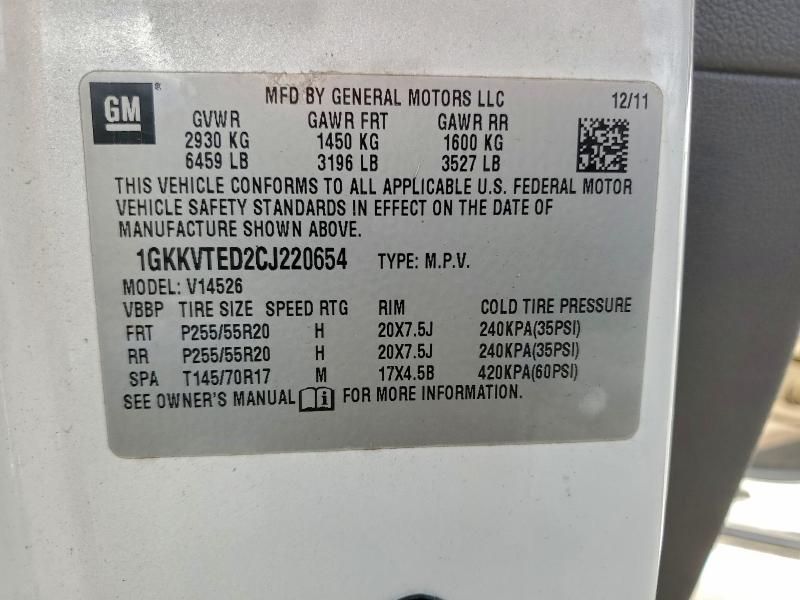 GM ® MFD BY GENERAL MOTORS LLC 12/11
GVWR GAWR FRT GAWR RR
2930 KG 1450 KG 1600 KG
6459 LB 3196 LB 3527 LB
THIS VEHICLE CONFORMS TO ALL APPLICABLE U.S. FEDERAL MOTOR
VEHICLE SAFETY STANDARDS IN EFFECT ON THE DATE OF
MANUFACTURE SHOWN ABOVE.
1GKKVTED2CJ220654 TYPE: M.P.V.
MODEL: V14526
VBBP TIRE SIZE SPEED RTG RIM COLD TIRE PRESSURE
FRT P255/55R20 H 20X7.5J 240KPA(35PSI)
RR P255/55R20 H 20X7.5J 240KPA(35PSI)
SPA T145/70R17 M 17X4.5B 420KPA(60PSI)
SEE OWNER'S MANUAL i FOR MORE INFORMATION.